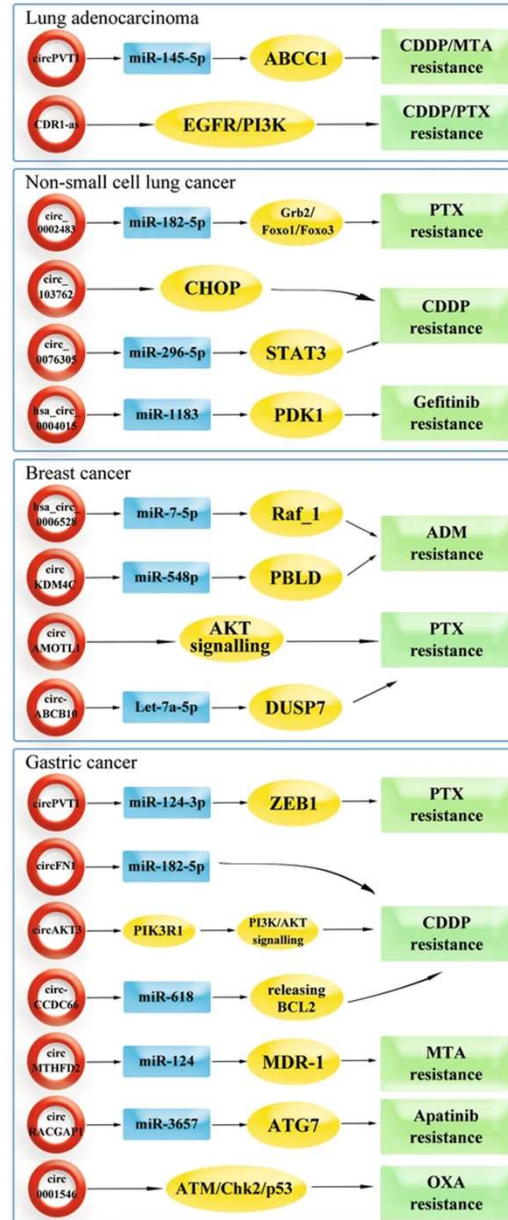 Lung adenocarcinoma
circPVT1
miR-145-5p
ABCC1
CDDP/MTA
resistance
CDR1-as
EGFR/PI3K
CDDP/PTX
resistance
Non-small cell lung cancer
circ_
0002483
miR-182-5p
Grb2/
Foxo1/Foxo3
PTX
resistance
circ_
103762
CHOP
CDDP
resistance
circ_
0076305
miR-296-5p
STAT3
hsa_circ_
0004015
miR-1183
PDK1
Gefitinib
resistance
Breast cancer
hsa_circ_
0006528
miR-7-5p
Raf_1
ADM
resistance
circ
KDM4C
miR-548p
PBLD
circ
AMOTL1
AKT
signalling
PTX
resistance
circ-
ABCB10
Let-7a-5p
DUSP7
Gastric cancer
circPVT1
miR-124-3p
ZEB1
PTX
resistance
circFN1
miR-182-5p
CDDP
resistance
circAKT3
PIK3R1
PI3K/AKT
signalling
circ-
CCDC66
miR-618
releasing
BCL2
circ
MTHFD2
miR-124
MDR-1
MTA
resistance
circ
RACGAP1
miR-3657
ATG7
Apatinib
resistance
circ
0001546
ATM/Chk2/p53
OXA
resistance